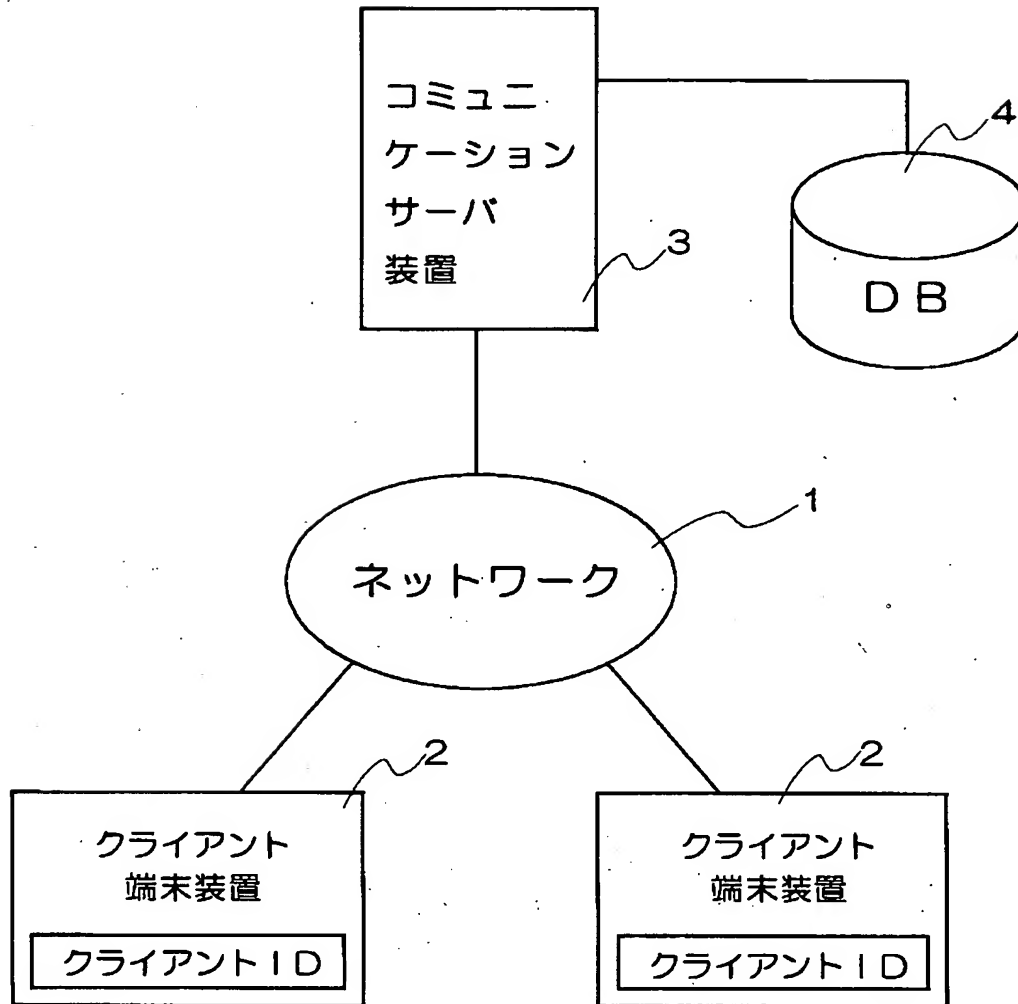 コミュニ
ケーション
サーバ
装置
3
4
DB
1
ネットワーク
2
クライアント
端末装置
クライアントID
2
クライアント
端末装置
クライアントID